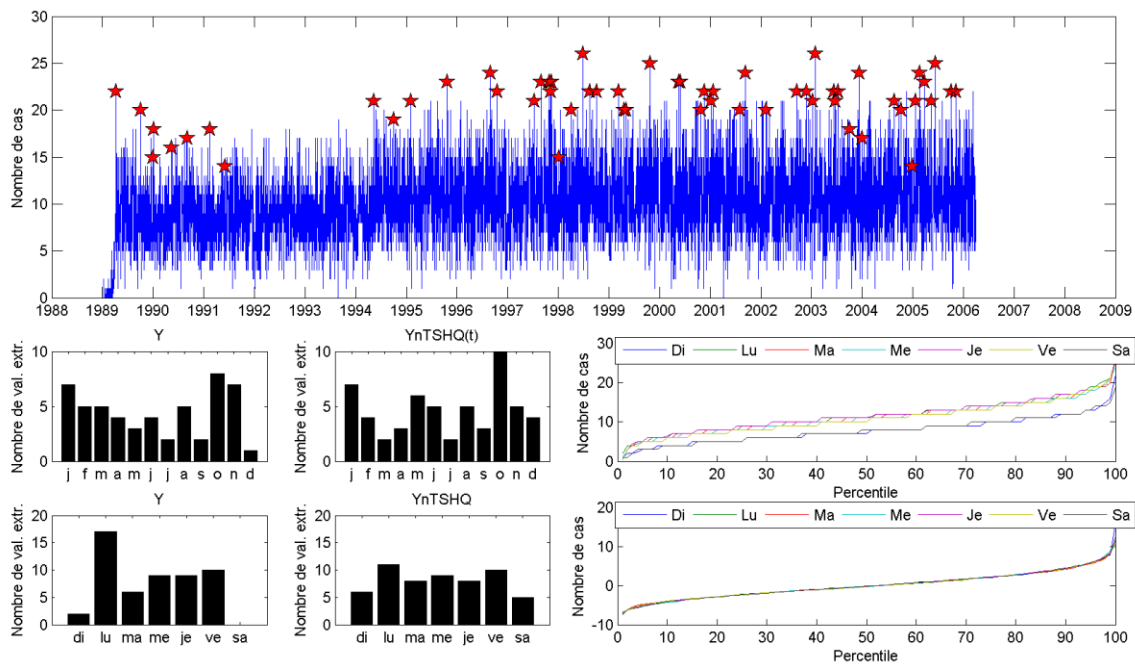 30
25
20
15
10
5
0
Nombre de cas
1988 1989 1990 1991 1992 1993 1994 1995 1996 1997 1998 1999 2000 2001 2002 2003 2004 2005 2006 2007 2008 2009
Y
10
5
0
Nombre de val. extr.
j f m a m j j a s o n d
YnTSHQ(t)
10
5
0
Nombre de val. extr.
j f m a m j j a s o n d
30
20
10
0
Nombre de cas
Di Lu Ma Me Je Ve Sa
0 10 20 30 40 50 60 70 80 90 100
Percentile
Y
20
15
10
5
0
Nombre de val. extr.
di lu ma me je ve sa
YnTSHQ
20
15
10
5
0
Nombre de val. extr.
di lu ma me je ve sa
20
10
0
-10
Nombre de cas
Di Lu Ma Me Je Ve Sa
0 10 20 30 40 50 60 70 80 90 100
Percentile